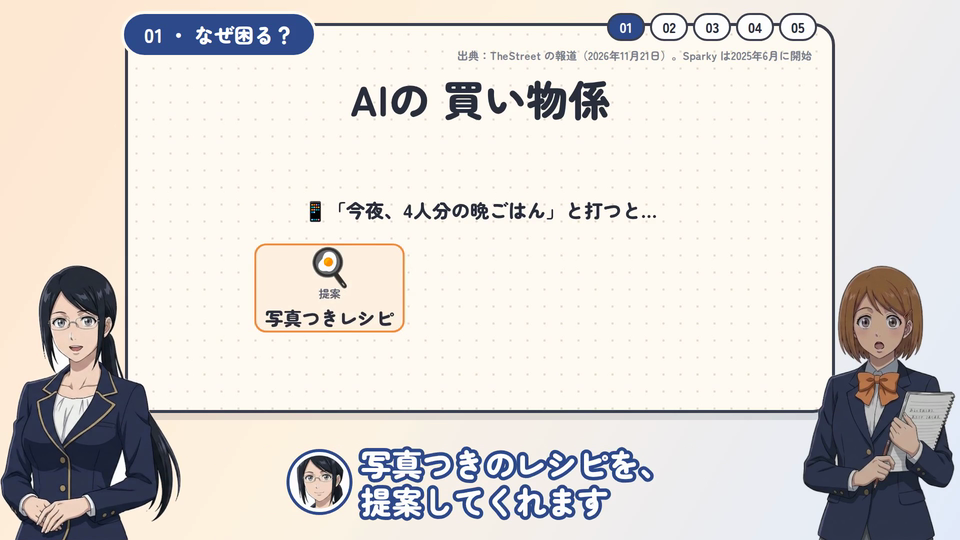 01 ・ なぜ困る？
01 02 03 04 05
出典：TheStreet の報道（2026年11月21日）。Sparky は2025年6月に開始
AIの 買い物係
📱「今夜、4人分の晩ごはん」と打つと…
提案
写真つきレシピ
写真つきのレシピを、
提案してくれます